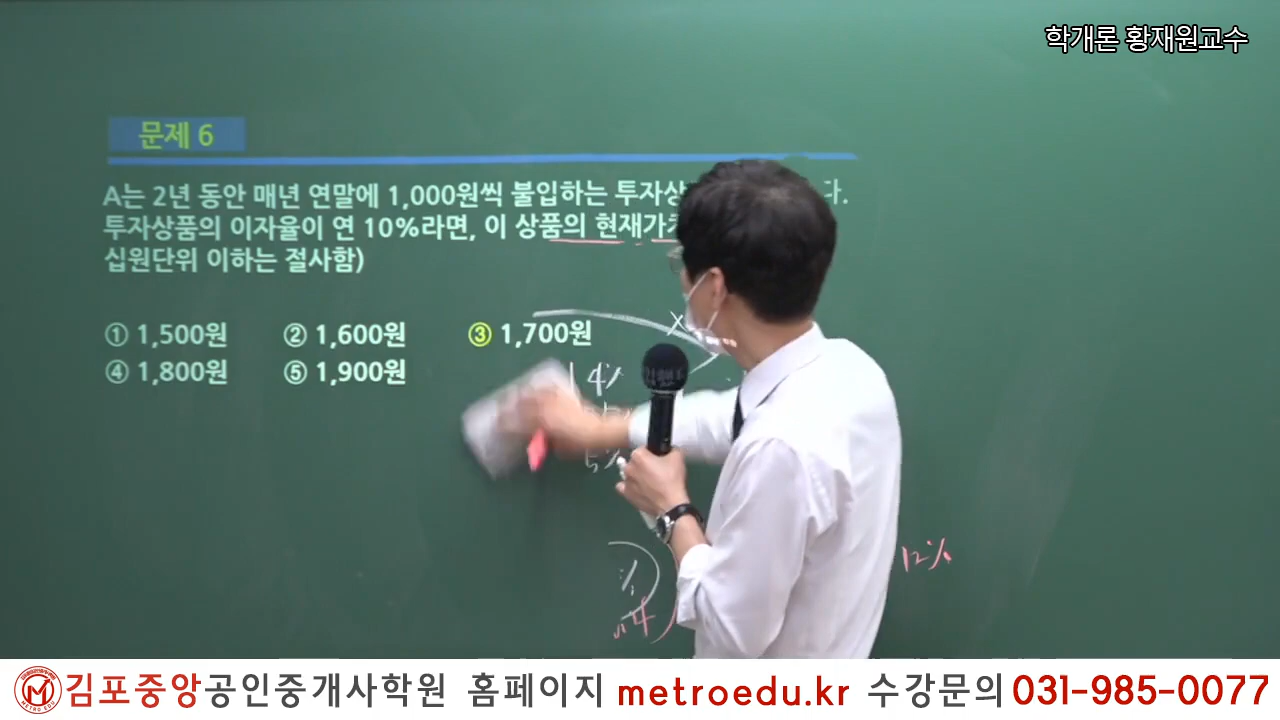 학개론 황재원교수
문제 6
A는 2년 동안 매년 연말에 1,000원씩 불입하는 투자상 다.
투자상품의 이자율이 연 10%라면, 이 상품의 현재가치
십원단위 이하는 절사함)
① 1,500원 ② 1,600원 ③ 1,700원
④ 1,800원 ⑤ 1,900원
4%
5%
12%
김포중앙공인중개사학원 홈페이지 metroedu.kr 수강문의 031-985-0077